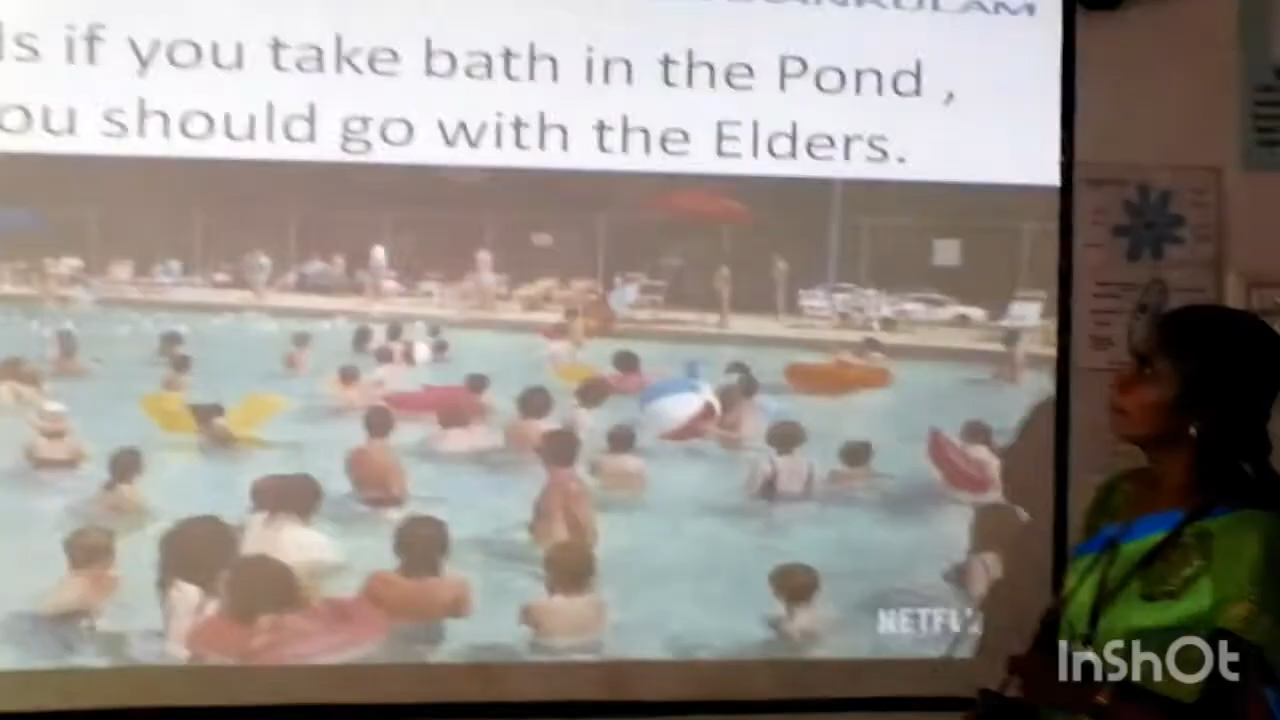 ls if you take bath in the Pond ,
ou should go with the Elders.
NETFL
InShOt